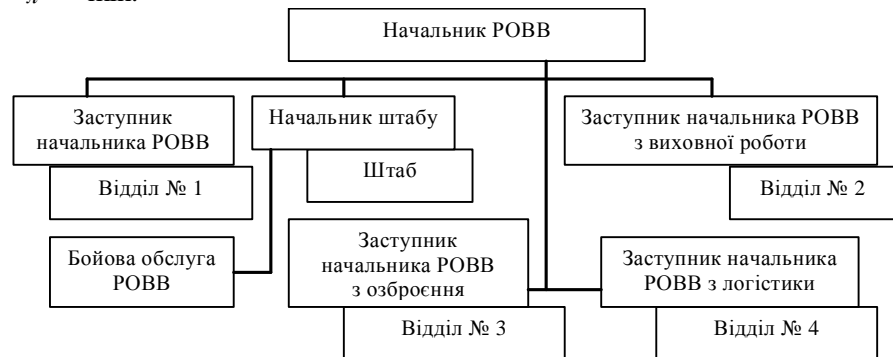 Начальник РОВВ
Заступник
начальника РОВВ
Начальник штабу
Заступник начальника РОВВ
з виховної роботи
Штаб
Відділ № 1
Відділ № 2
Бойова обслуга
РОВВ
Заступник
начальника РОВВ
з озброєння
Заступник начальника
РОВВ з логістики
Відділ № 3
Відділ № 4